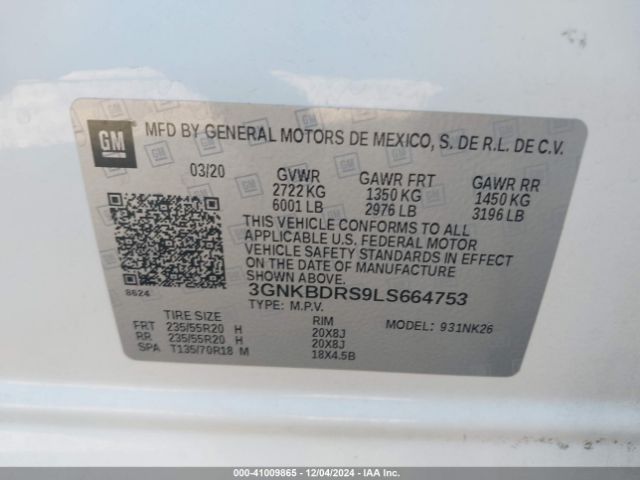 GM
MFD BY GENERAL MOTORS DE MEXICO, S. DE R.L. DE C.V.
03/20 GVWR GAWR FRT GAWR RR
2722 KG 1350 KG 1450 KG
6001 LB 2976 LB 3196 LB
THIS VEHICLE CONFORMS TO ALL
APPLICABLE U.S. FEDERAL MOTOR
VEHICLE SAFETY STANDARDS IN EFFECT
ON THE DATE OF MANUFACTURE SHOWN ABOVE.
3GNKBDRS9LS664753
8624
TYPE: M.P.V.
TIRE SIZE RIM MODEL: 931NK26
FRT 235/55R20 H 20X8J
RR 235/55R20 H 20X8J
SPA T135/70R18 M 18X4.5B
000-41009865 - 12/04/2024 - IAA Inc.